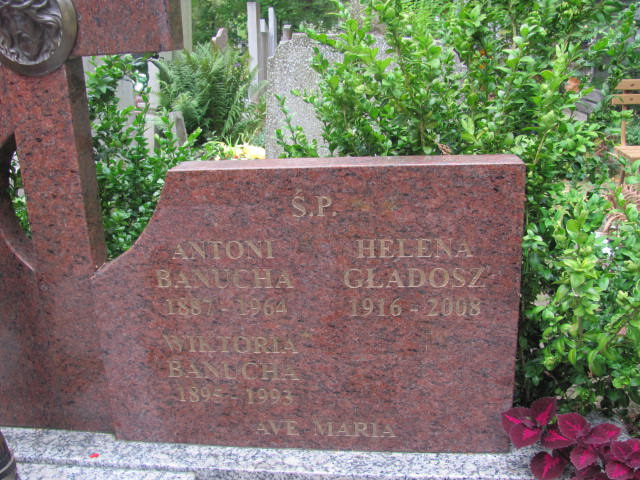 Ś.P.
ANTONI
BANUCHA
1887 - 1964
WIKTORIA
BANUCHA
1895 - 1993
HELENA
GŁADOSZ
1916 - 2008
AVE MARIA